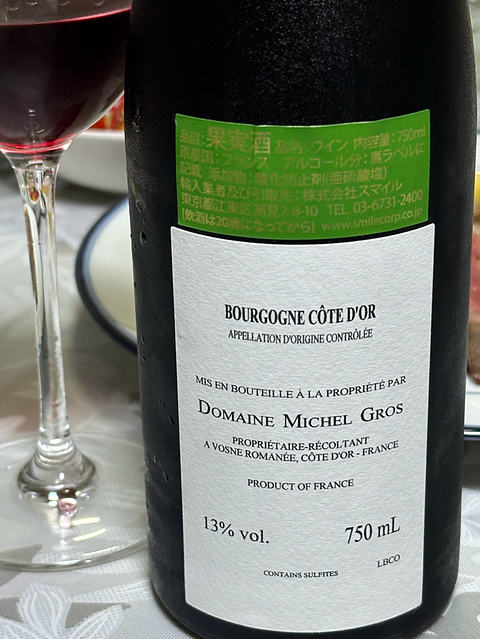 品目：果実酒 品名：ワイン 内容量：750ml
原産国：フランス アルコール分：裏ラベルに
記載 添加物：酸化防止剤(亜硫酸塩)
輸入業者及び引取先：株式会社スマイル
東京都江東区潮見2-8-10 TEL 03-6731-2400
[飲酒は20歳になってから] www.smilecorp.co.jp
BOURGOGNE CÔTE D'OR
APPELLATION D'ORIGINE CONTRÔLÉE
MIS EN BOUTEILLE À LA PROPRIÉTÉ PAR
DOMAINE MICHEL GROS
PROPRIÉTAIRE-RÉCOLTANT
A VOSNE ROMANÉE, CÔTE D'OR - FRANCE
PRODUCT OF FRANCE
13% vol. 750 mL
LBCO
CONTAINS SULFITES